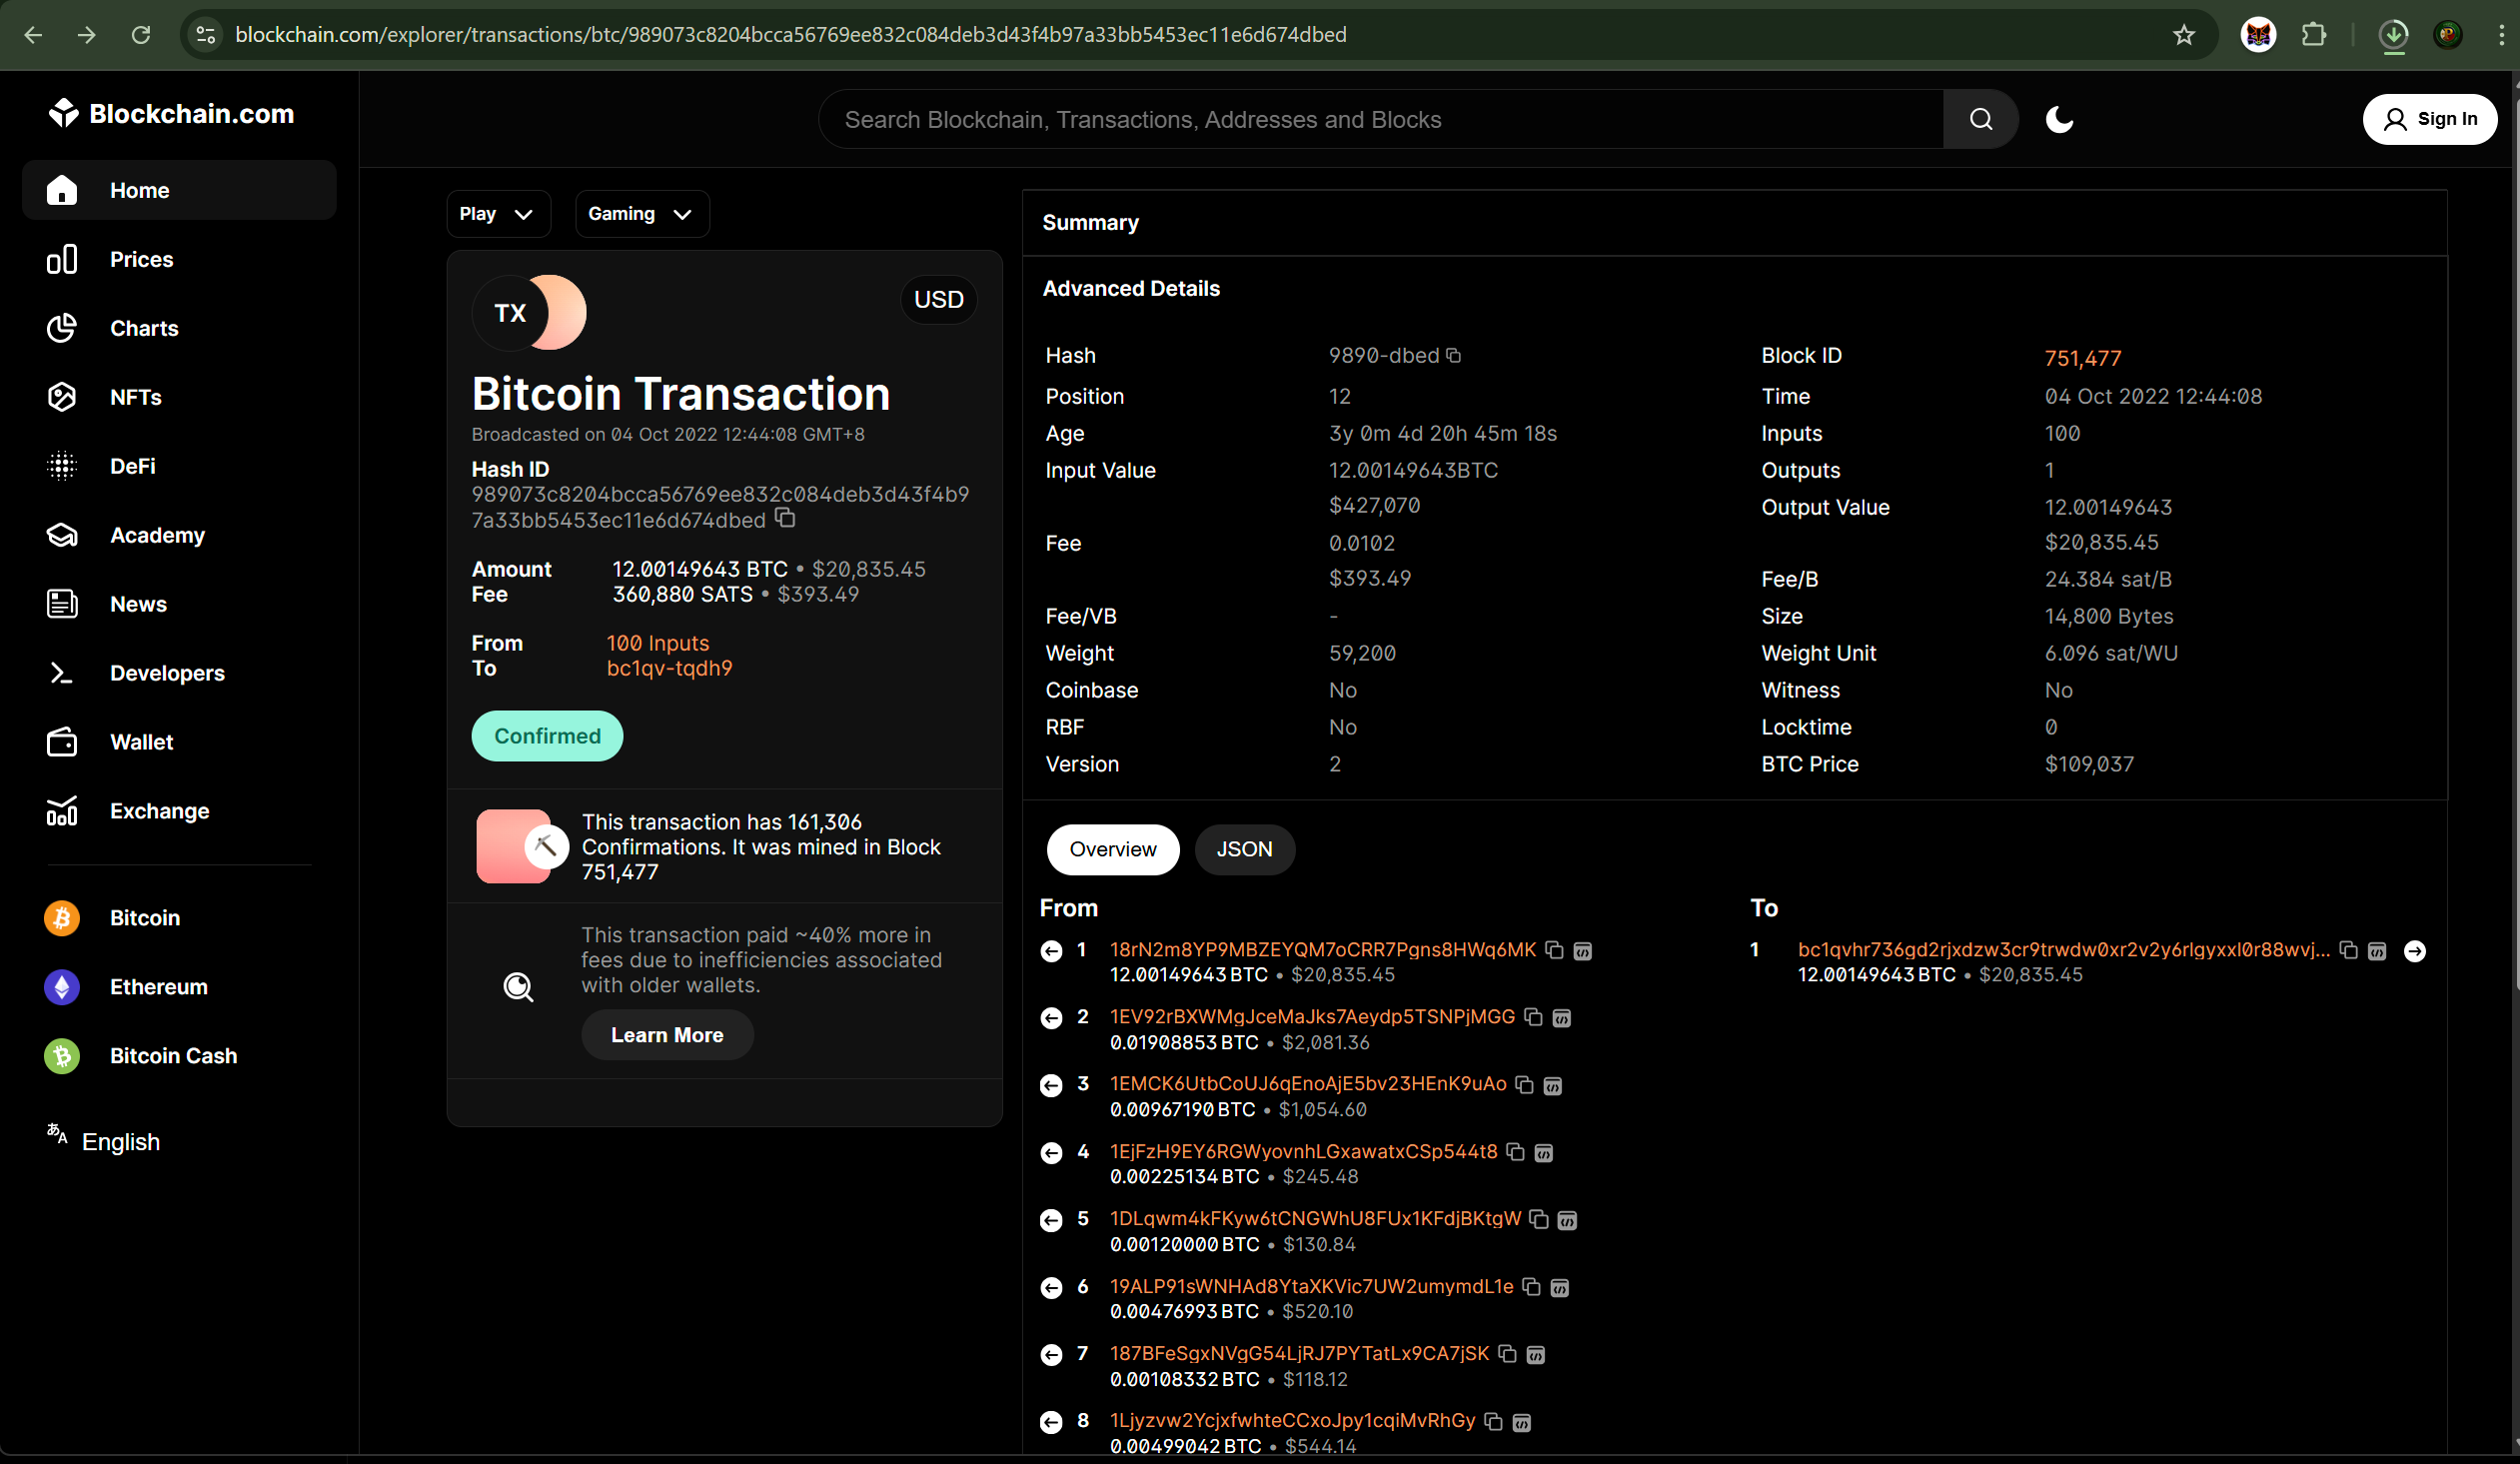 blockchain.com/explorer/transactions/btc/989073c8204bcca56769ee832c084deb3d43f4b97a33bb5453ec11e6d674dbed
Blockchain.com
Search Blockchain, Transactions, Addresses and Blocks
Sign In
Home
Prices
Charts
NFTs
DeFi
Academy
News
Developers
Wallet
Exchange
Bitcoin
Ethereum
Bitcoin Cash
あA English
Play
Gaming
TX
USD
Bitcoin Transaction
Broadcasted on 04 Oct 2022 12:44:08 GMT+8
Hash ID
989073c8204bcca56769ee832c084deb3d43f4b9
7a33bb5453ec11e6d674dbed
Amount 12.00149643 BTC • $20,835.45
Fee 360,880 SATS • $393.49
From 100 Inputs
To bc1qv-tqdh9
Confirmed
This transaction has 161,306
Confirmations. It was mined in Block
751,477
This transaction paid ~40% more in
fees due to inefficiencies associated
with older wallets.
Learn More
Summary
Advanced Details
Hash 9890-dbed
Position 12
Age 3y 0m 4d 20h 45m 18s
Input Value 12.00149643BTC
$427,070
Fee 0.0102
$393.49
Fee/VB -
Weight 59,200
Coinbase No
RBF No
Version 2
Block ID 751,477
Time 04 Oct 2022 12:44:08
Inputs 100
Outputs 1
Output Value 12.00149643
$20,835.45
Fee/B 24.384 sat/B
Size 14,800 Bytes
Weight Unit 6.096 sat/WU
Witness No
Locktime 0
BTC Price $109,037
Overview
JSON
From
1 18rN2m8YP9MBZEYQM7oCRR7Pgns8HWq6MK
12.00149643 BTC • $20,835.45
2 1EV92rBXWMgJceMaJks7Aeydp5TSNPjMGG
0.01908853 BTC • $2,081.36
3 1EMCK6UtbCoUJ6qEnoAjE5bv23HEnK9uAo
0.00967190 BTC • $1,054.60
4 1EjFzH9EY6RGWyovnhLGxawatxCSp544t8
0.00225134 BTC • $245.48
5 1DLqwm4kFKyw6tCNGWhU8FUx1KFdjBKtgW
0.00120000 BTC • $130.84
6 19ALP91sWNHAd8YtaXKVic7UW2umymdL1e
0.00476993 BTC • $520.10
7 187BFeSgxNVgG54LjRJ7PYTatLx9CA7jSK
0.00108332 BTC • $118.12
8 1Ljyzvw2YcjxfwhteCCxoJpy1cqiMvRhGy
0.00499042 BTC • $544.14
To
1 bc1qvhr736gd2rjxdzw3cr9trwdw0xr2v2y6rlgyxxl0r88wvj...
12.00149643 BTC • $20,835.45